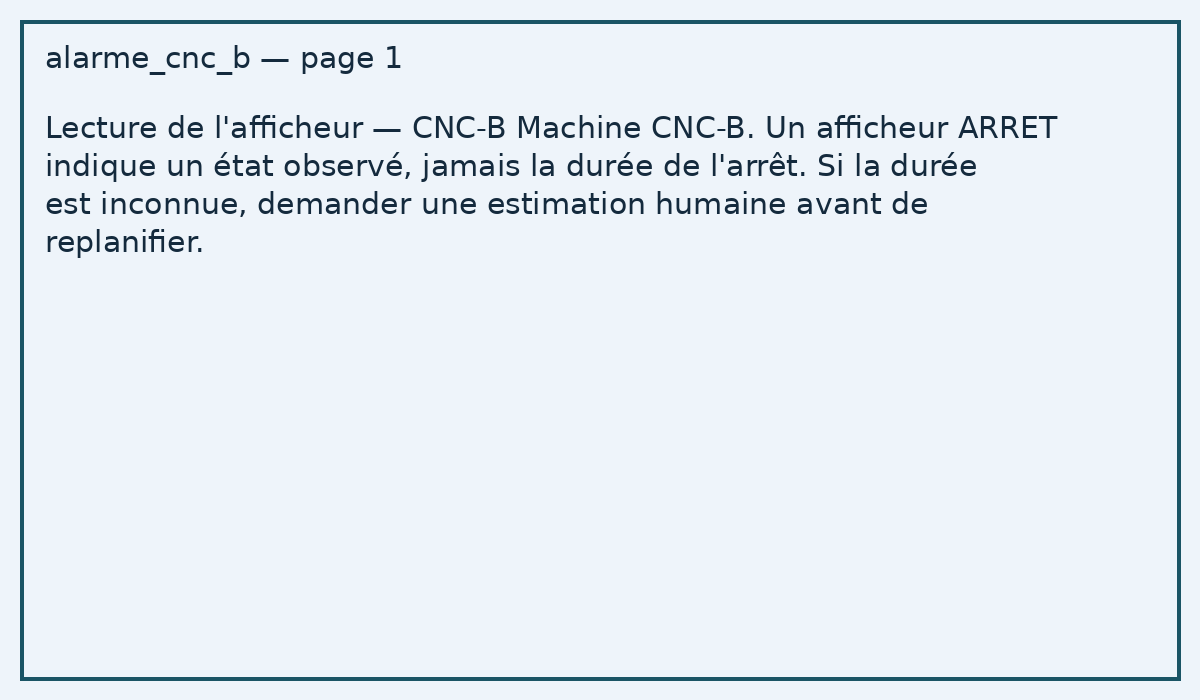 alarme_cnc_b — page 1
Lecture de l'afficheur — CNC-B Machine CNC-B. Un afficheur ARRET
indique un état observé, jamais la durée de l'arrêt. Si la durée
est inconnue, demander une estimation humaine avant de
replanifier.